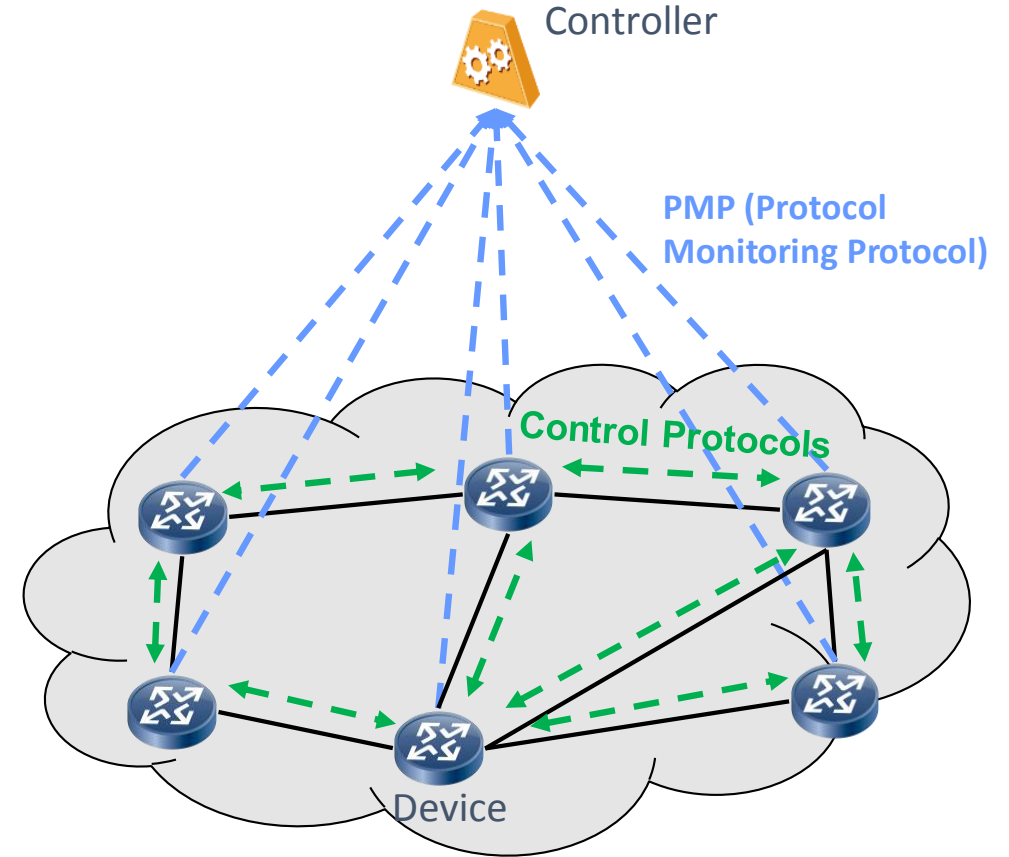 Controller
PMP (Protocol
Monitoring Protocol)
Control Protocols
Device